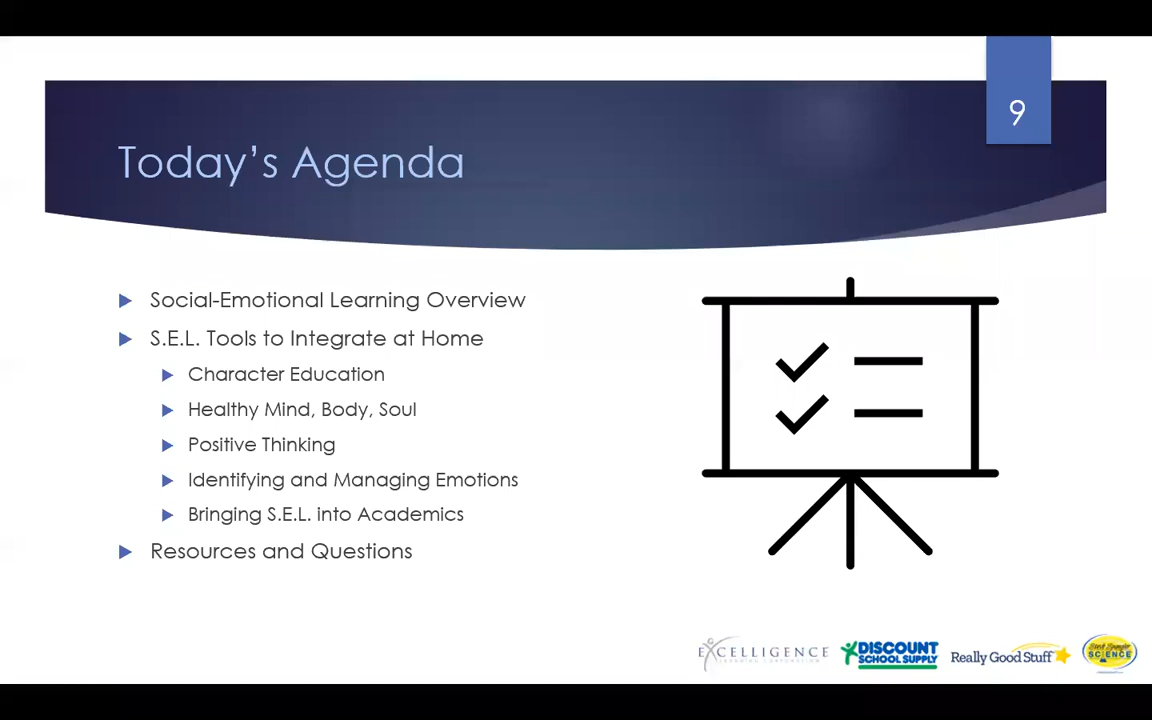 9
Today's Agenda
Social-Emotional Learning Overview
S.E.L. Tools to Integrate at Home
Character Education
Healthy Mind, Body, Soul
Positive Thinking
Identifying and Managing Emotions
Bringing S.E.L. into Academics
Resources and Questions
EXCELLIGENCE
LEARNING CORPORATION
DISCOUNT
SCHOOL SUPPLY
Really Good Stuff
SCIENCE